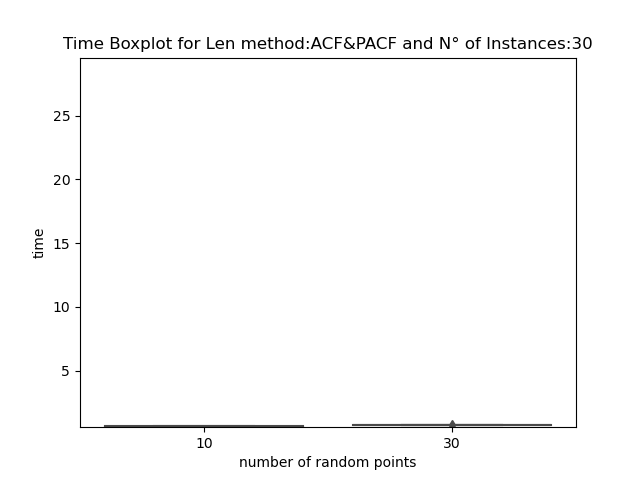 Time Boxplot for Len method:ACF&PACF and N° of Instances:30
25
20
15
10
5
time
10
30
number of random points